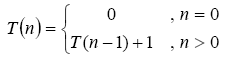 T(n) = { 0 , n = 0
T(n−1)+1 , n > 0